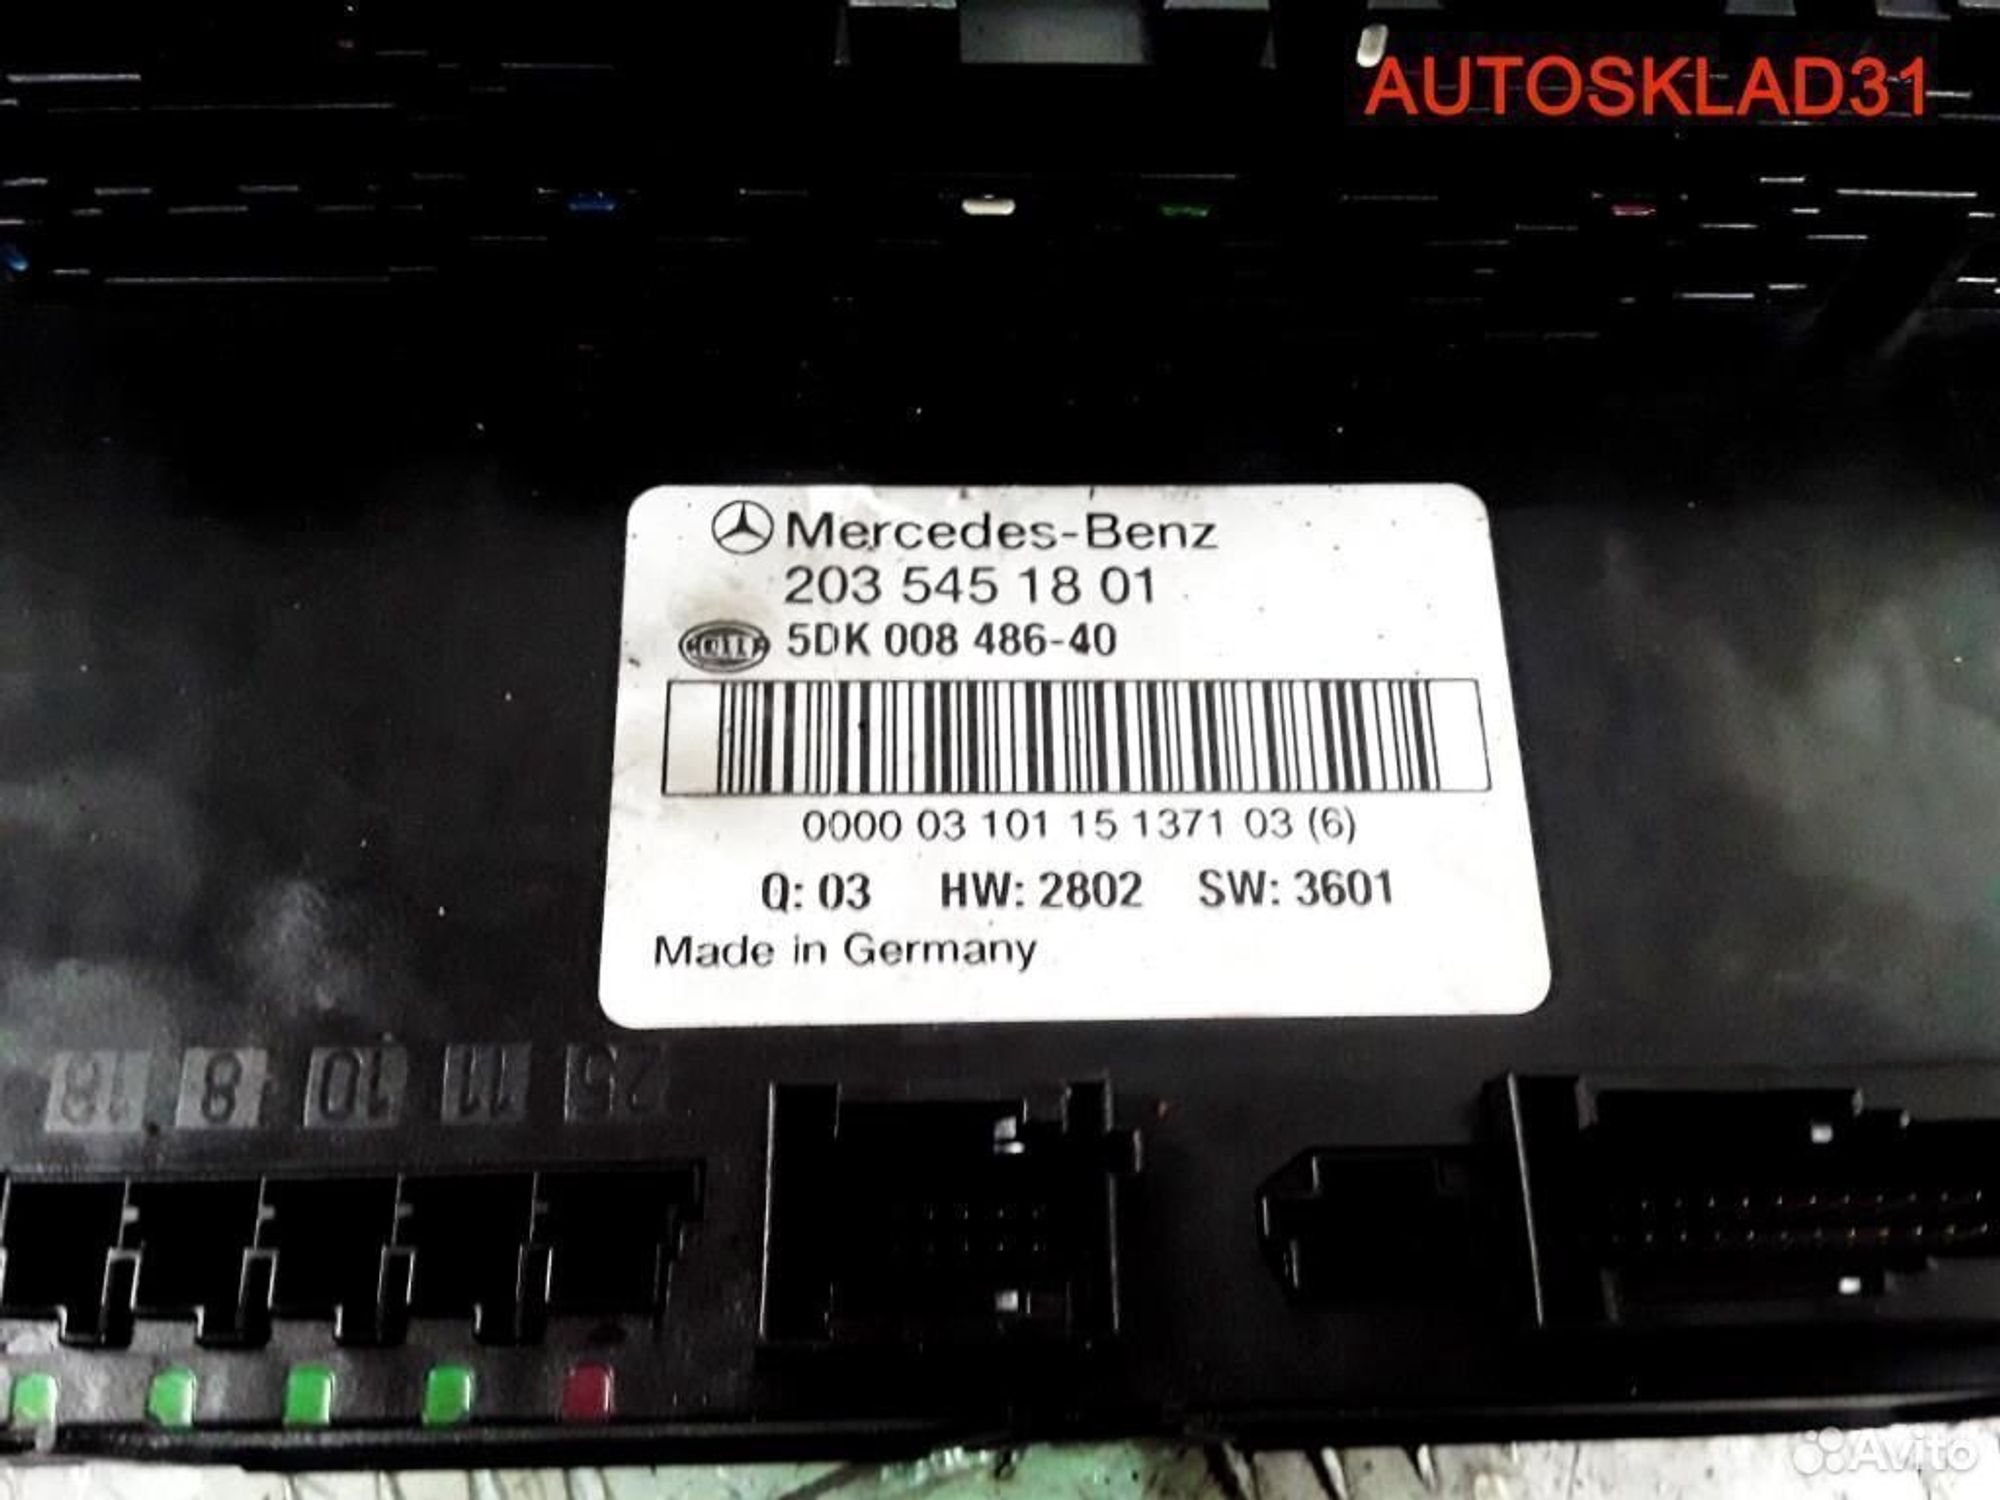 AUTOSKLAD31
Mercedes-Benz
203 545 18 01
HELLA 5DK 008 486-40
0000 03 101 15 1371 03 (6)
Q: 03 HW: 2802 SW: 3601
Made in Germany
18 8 10 11 25
Avito